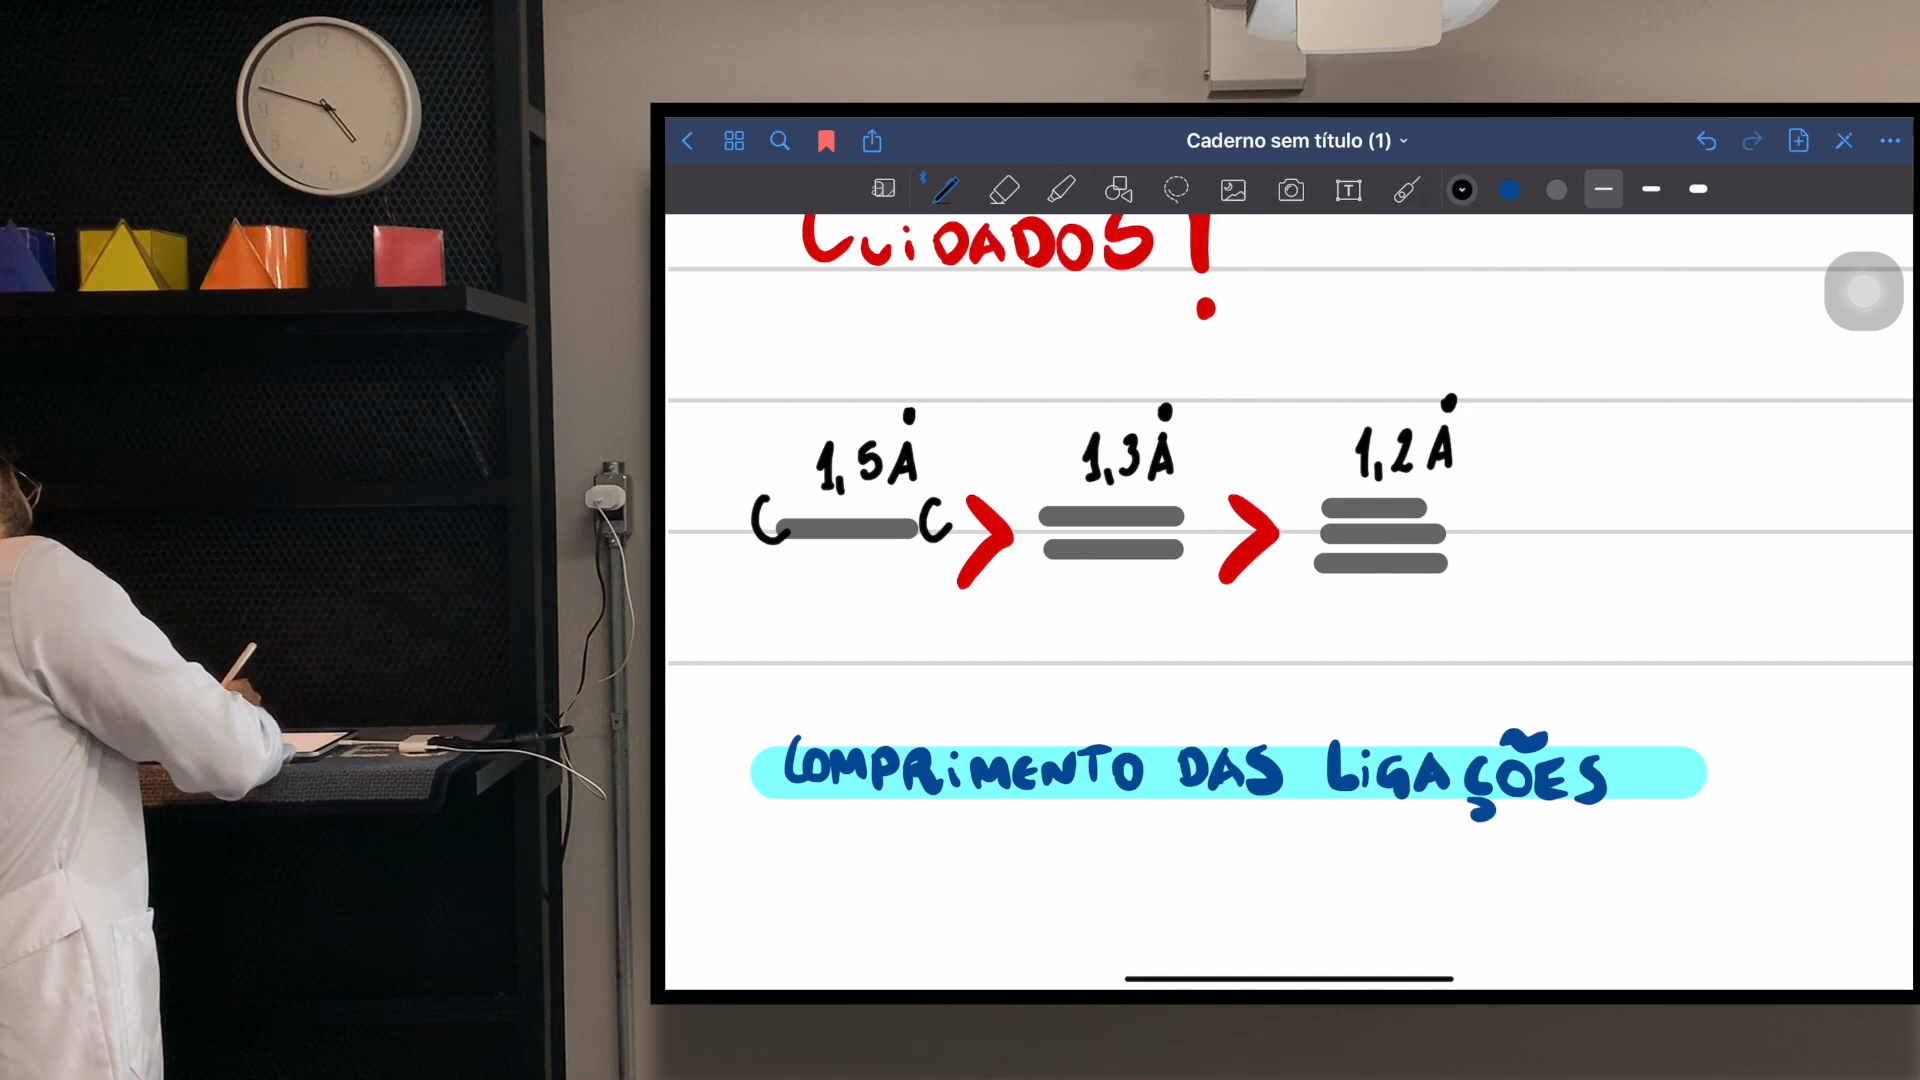 Caderno sem título (1)
T
CUIDADOS!
1,5Å 1,3Å 1,2Å
C C > >
COMPRIMENTO DAS LIGAÇÕES